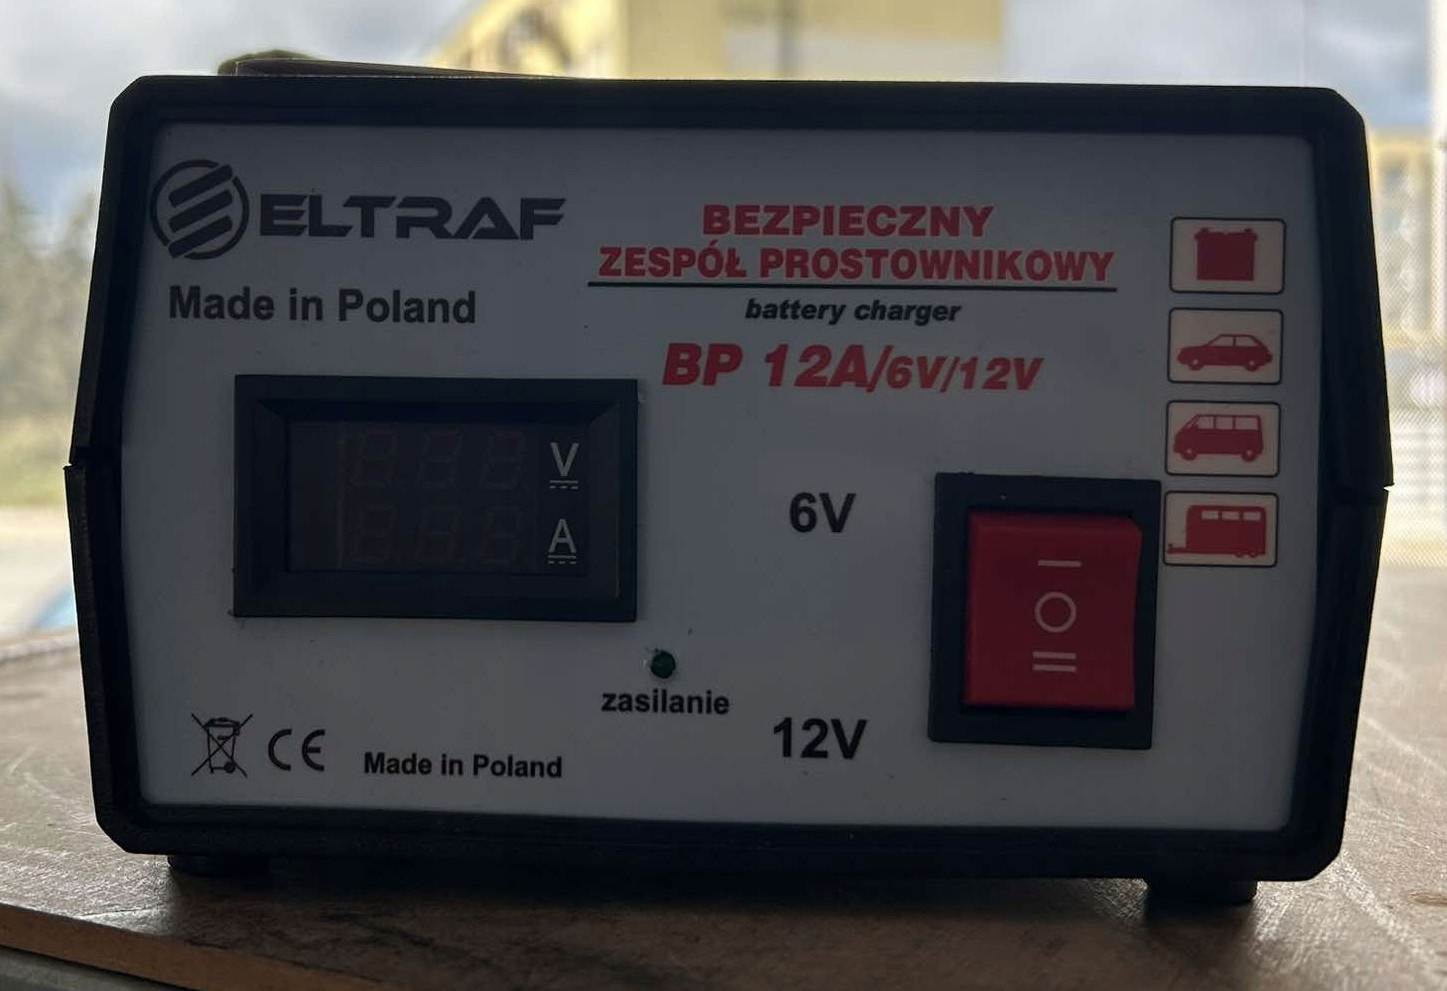 ELTRAF
Made in Poland
BEZPIECZNY
ZESPÓŁ PROSTOWNIKOWY
battery charger
BP 12A/6V/12V
V
A
6V
I
O
II
zasilanie
12V
CE
Made in Poland